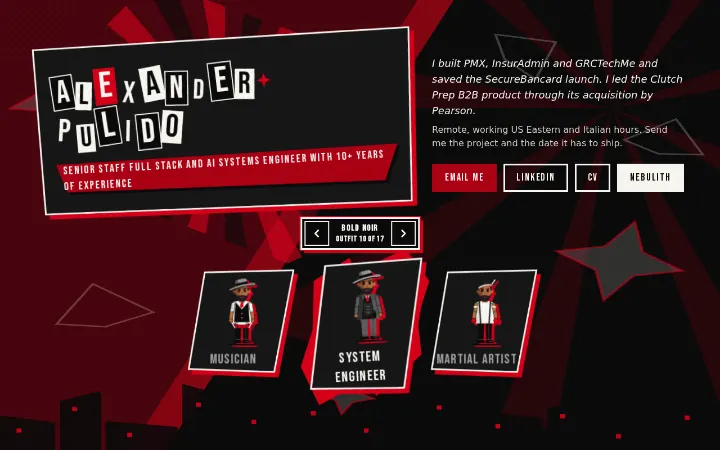 ALEXANDER
PULIDO
SENIOR STAFF FULL STACK AND AI SYSTEMS ENGINEER WITH 10+ YEARS
OF EXPERIENCE
I built PMX, InsurAdmin and GRCTechMe and
saved the SecureBancard launch. I led the Clutch
Prep B2B product through its acquisition by
Pearson.
Remote, working US Eastern and Italian hours. Send
me the project and the date it has to ship.
EMAIL ME
LINKEDIN
CV
NEBULITH
BOLD NOIR
OUTFIT 10 OF 17
MUSICIAN
SYSTEM
ENGINEER
MARTIAL ARTIST